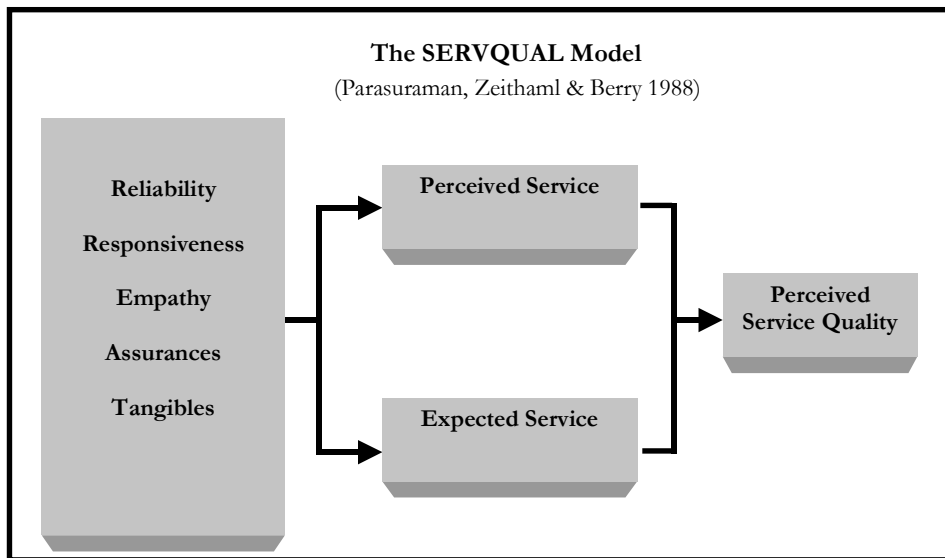 The SERVQUAL Model
(Parasuraman, Zeithaml & Berry 1988)
Reliability
Responsiveness
Empathy
Assurances
Tangibles
Perceived Service
Expected Service
Perceived
Service Quality